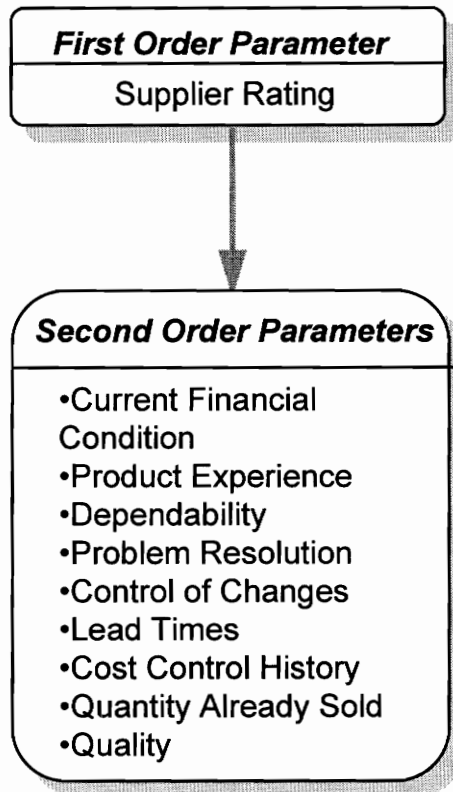 First Order Parameter
Supplier Rating
Second Order Parameters
•Current Financial
Condition
•Product Experience
•Dependability
•Problem Resolution
•Control of Changes
•Lead Times
•Cost Control History
•Quantity Already Sold
•Quality